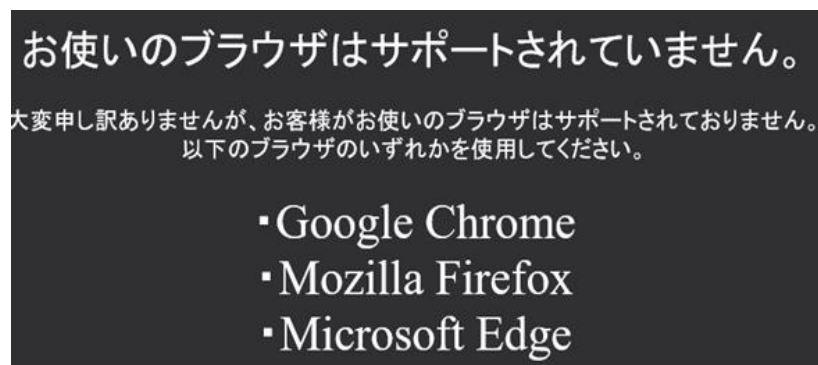 お使いのブラウザはサポートされていません。
大変申し訳ありませんが、お客様がお使いのブラウザはサポートされておりません。
以下のブラウザのいずれかを使用してください。
▪Google Chrome
▪Mozilla Firefox
▪Microsoft Edge